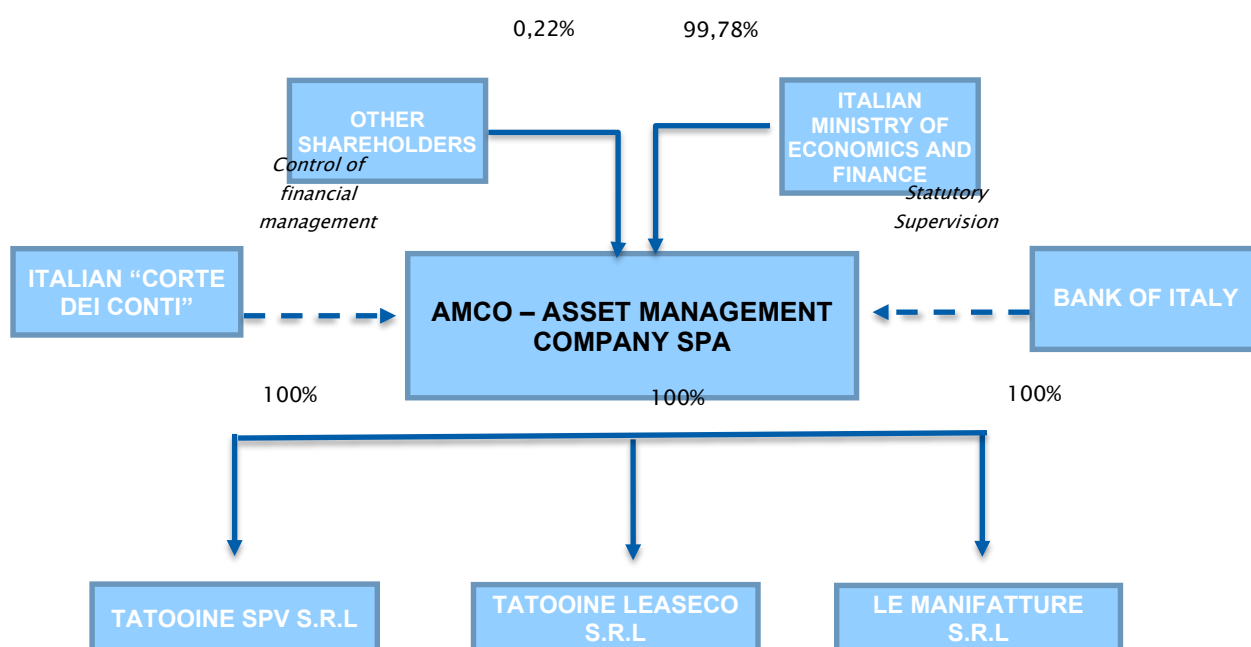 0,22%
99,78%
OTHER
SHAREHOLDERS
ITALIAN
MINISTRY OF
ECONOMICS AND
FINANCE
Control of
financial
management
Statutory
Supervision
ITALIAN “CORTE
DEI CONTI”
AMCO – ASSET MANAGEMENT
COMPANY SPA
BANK OF ITALY
100%
100%
100%
TATOOINE SPV S.R.L
TATOOINE LEASECO
S.R.L
LE MANIFATTURE
S.R.L